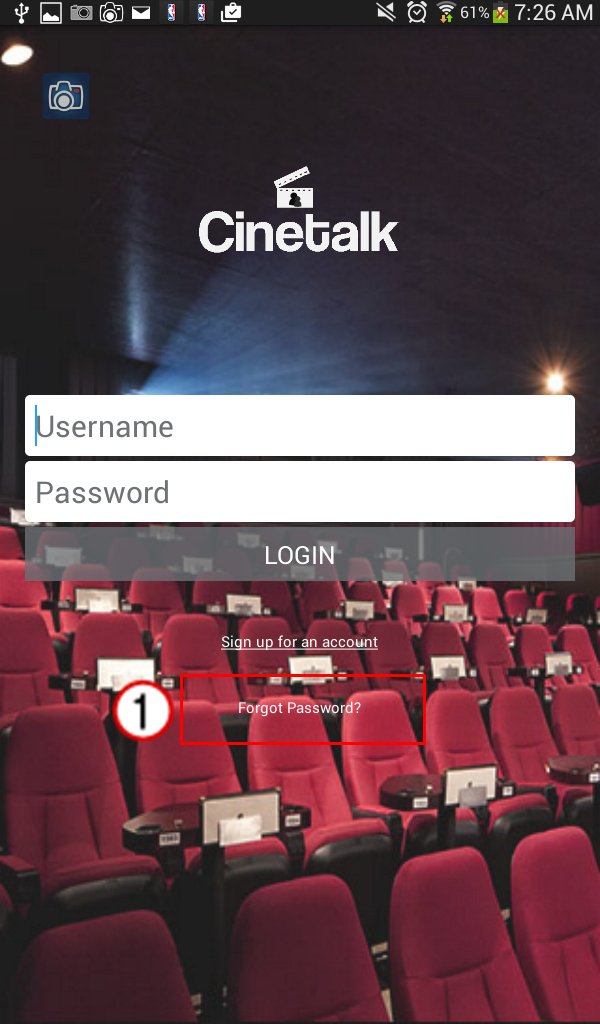 61% 7:26 AM
Cinetalk
Username
Password
LOGIN
Sign up for an account
1 Forgot Password?